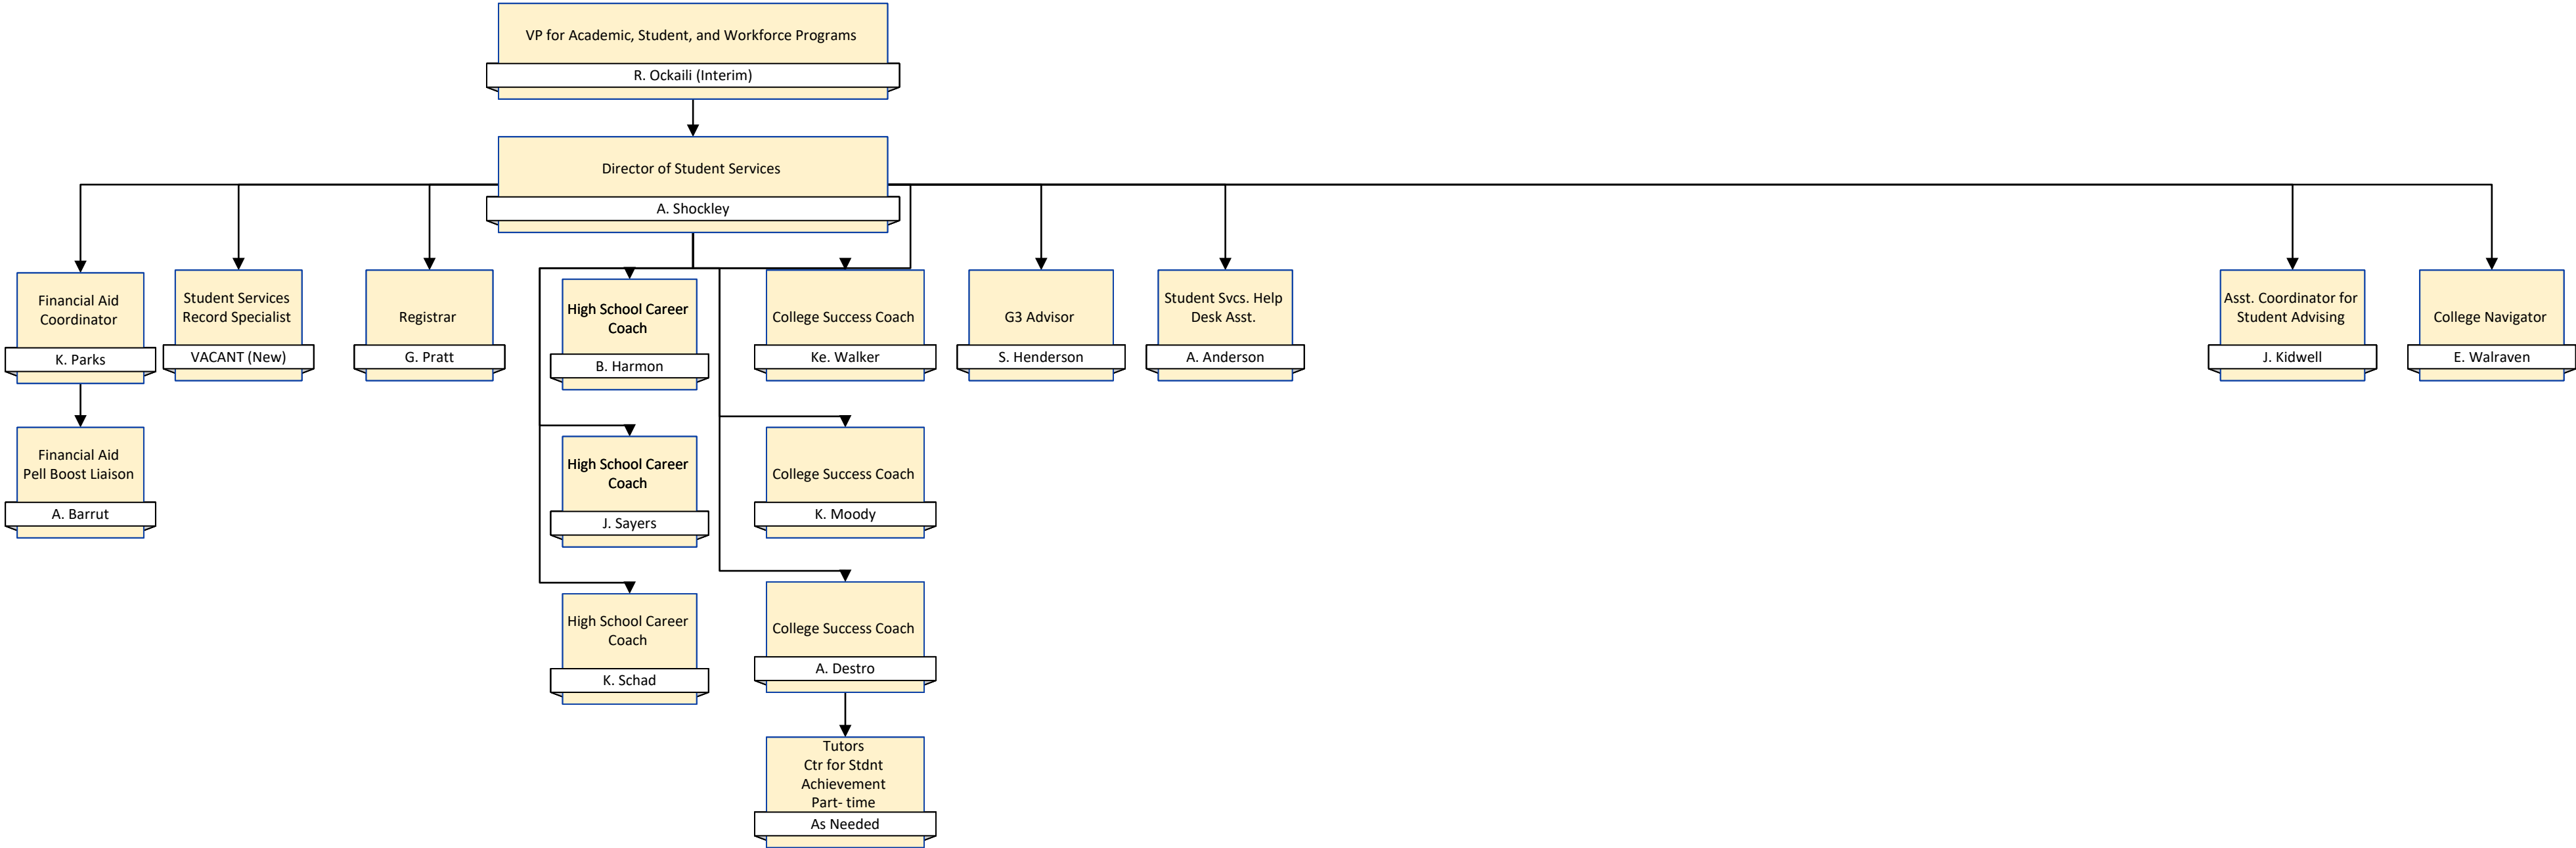 VP for Academic, Student, and Workforce Programs
R. Ockaili (Interim)
Director of Student Services
A. Shockley
Financial Aid
Coordinator
K. Parks
Student Services
Record Specialist
VACANT (New)
Registrar
G. Pratt
High School Career
Coach
B. Harmon
College Success Coach
Ke. Walker
G3 Advisor
S. Henderson
Student Svcs. Help
Desk Asst.
A. Anderson
Asst. Coordinator for
Student Advising
J. Kidwell
College Navigator
E. Walraven
Financial Aid
Pell Boost Liaison
A. Barrut
High School Career
Coach
J. Sayers
College Success Coach
K. Moody
High School Career
Coach
K. Schad
College Success Coach
A. Destro
Tutors
Ctr for Stdnt
Achievement
Part- time
As Needed